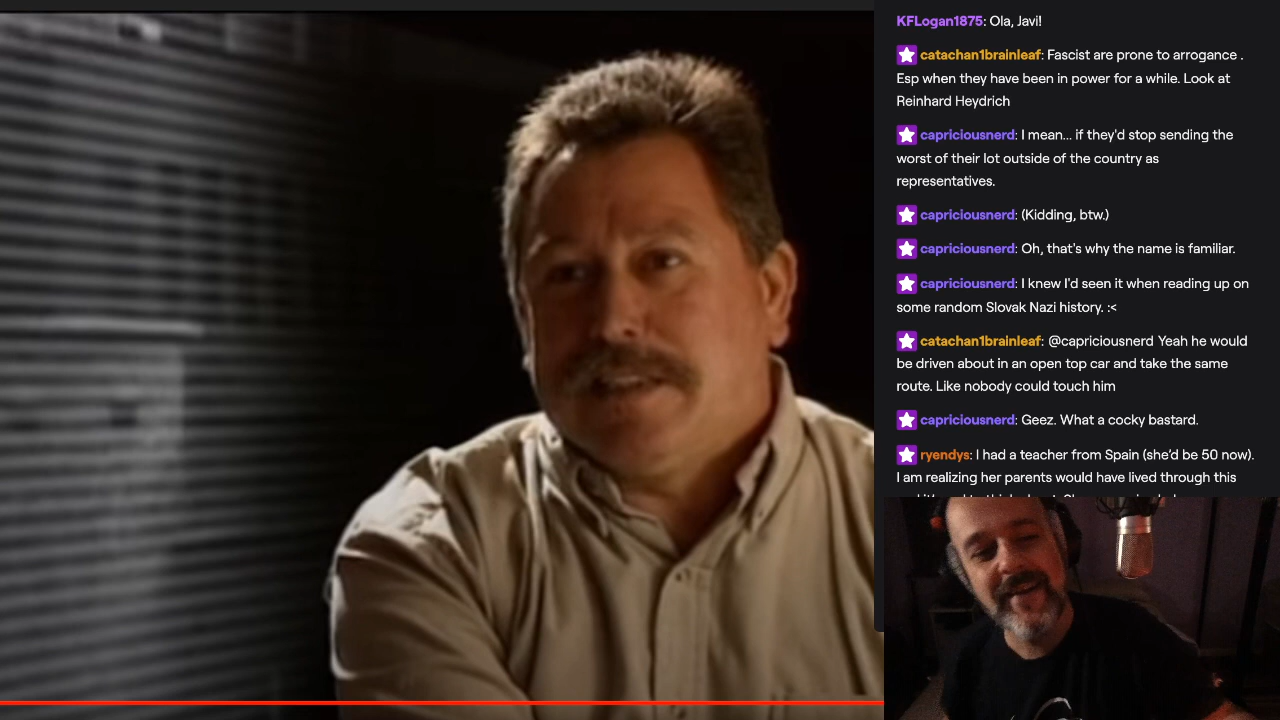 KFLogan1875: Ola, Javi!
catachan1brainleaf: Fascist are prone to arrogance .
Esp when they have been in power for a while. Look at
Reinhard Heydrich
capriciousnerd: I mean... if they'd stop sending the
worst of their lot outside of the country as
representatives.
capriciousnerd: (Kidding, btw.)
capriciousnerd: Oh, that's why the name is familiar.
capriciousnerd: I knew I'd seen it when reading up on
some random Slovak Nazi history. :<
catachan1brainleaf: @capriciousnerd Yeah he would
be driven about in an open top car and take the same
route. Like nobody could touch him
capriciousnerd: Geez. What a cocky bastard.
ryendys: I had a teacher from Spain (she'd be 50 now).
I am realizing her parents would have lived through this